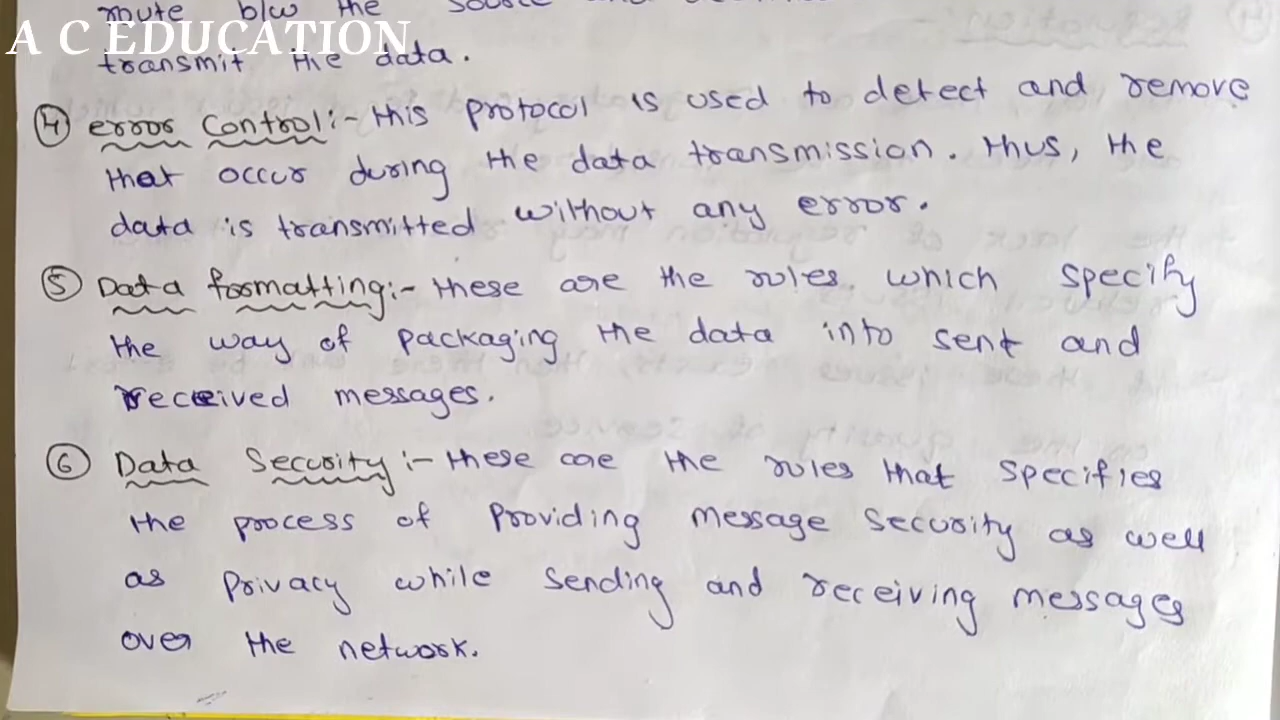 route b/w the
A C EDUCATION
transmit the data.
④ error control:- this protocol is used to detect and remove
that occur during the data transmission. thus, the
data is transmitted without any error.
⑤ Data formatting:- these are the rules which specify
the way of packaging the data into sent and
received messages.
⑥ Data Security:- these are the rules that specifies
the process of providing message security as well
as privacy while sending and receiving messages
over the network.